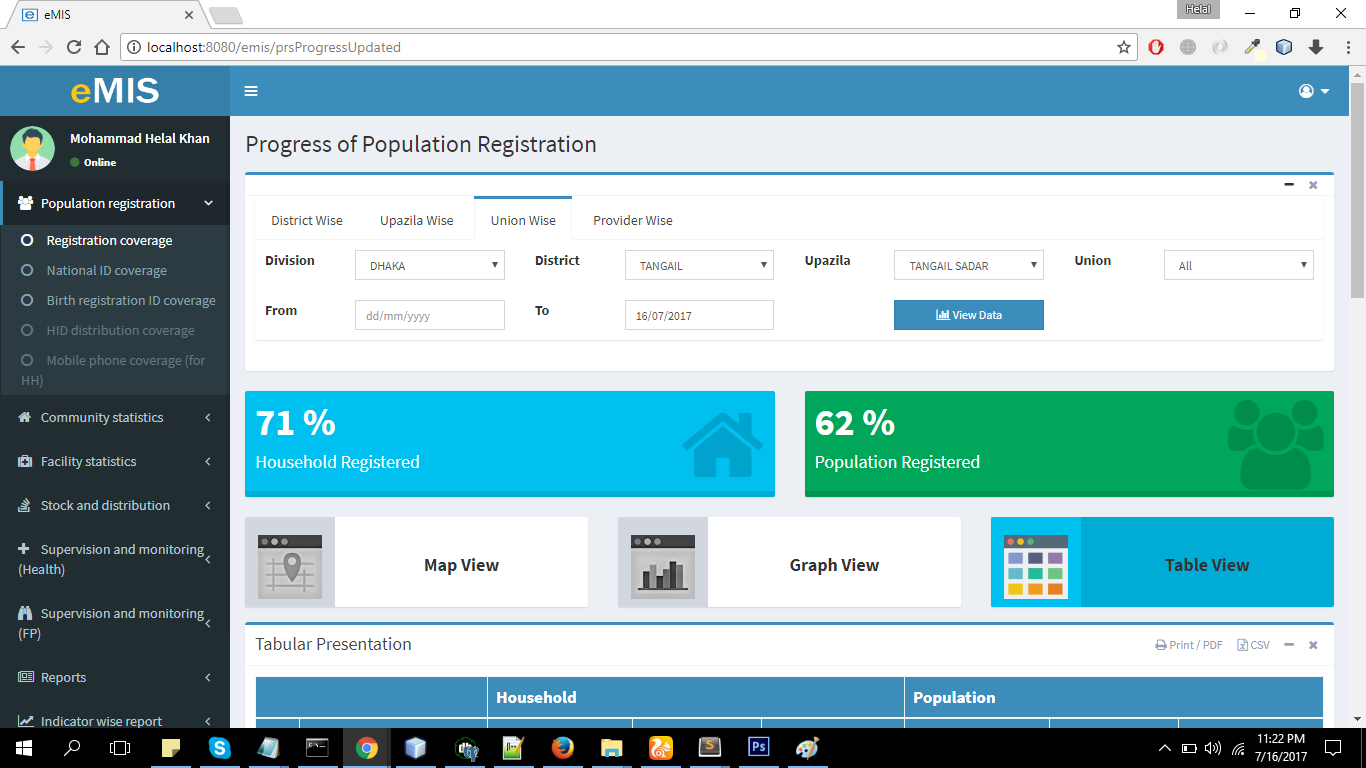 eMIS
Helal
localhost:8080/emis/prsProgressUpdated
eMIS
Mohammad Helal Khan
Online
Population registration
Registration coverage
National ID coverage
Birth registration ID coverage
HID distribution coverage
Mobile phone coverage (for
HH)
Community statistics
Facility statistics
Stock and distribution
Supervision and monitoring
(Health)
Supervision and monitoring
(FP)
Reports
Indicator wise report
Progress of Population Registration
District Wise
Upazila Wise
Union Wise
Provider Wise
Division
DHAKA
District
TANGAIL
Upazila
TANGAIL SADAR
Union
All
From
dd/mm/yyyy
To
16/07/2017
View Data
71 %
Household Registered
62 %
Population Registered
Map View
Graph View
Table View
Tabular Presentation
Print / PDF
CSV
Household
Population
11:22 PM
7/16/2017